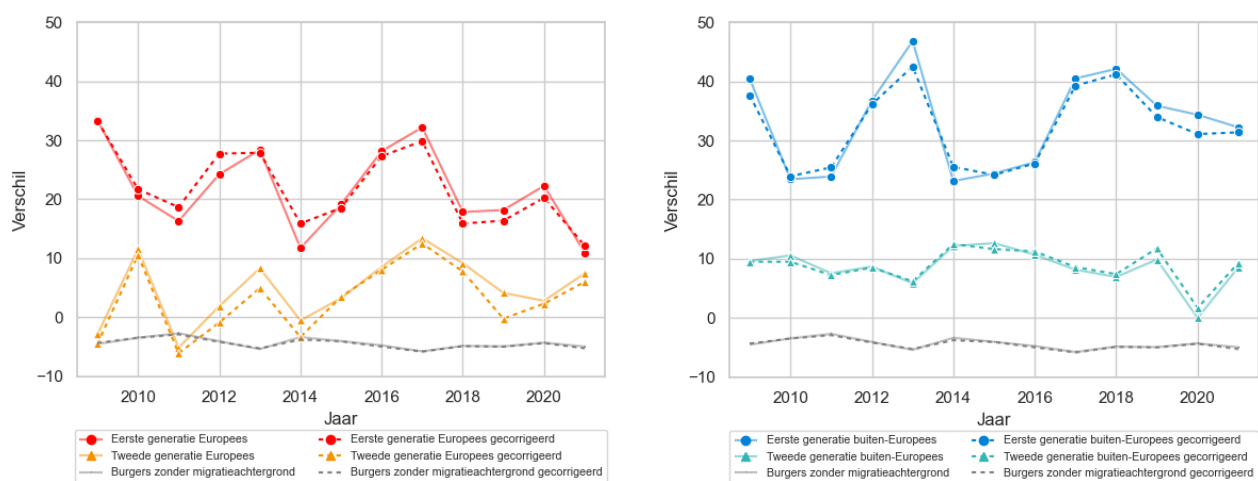 50
40
30
20
10
0
−10
Verschil
2010 2012 2014 2016 2018 2020
Jaar
Eerste generatie Europees Eerste generatie Europees gecorrigeerd
Tweede generatie Europees Tweede generatie Europees gecorrigeerd
Burgers zonder migratieachtergrond Burgers zonder migratieachtergrond gecorrigeerd
50
40
30
20
10
0
−10
Verschil
2010 2012 2014 2016 2018 2020
Jaar
Eerste generatie buiten-Europees Eerste generatie buiten-Europees gecorrigeerd
Tweede generatie buiten-Europees Tweede generatie buiten-Europees gecorrigeerd
Burgers zonder migratieachtergrond Burgers zonder migratieachtergrond gecorrigeerd